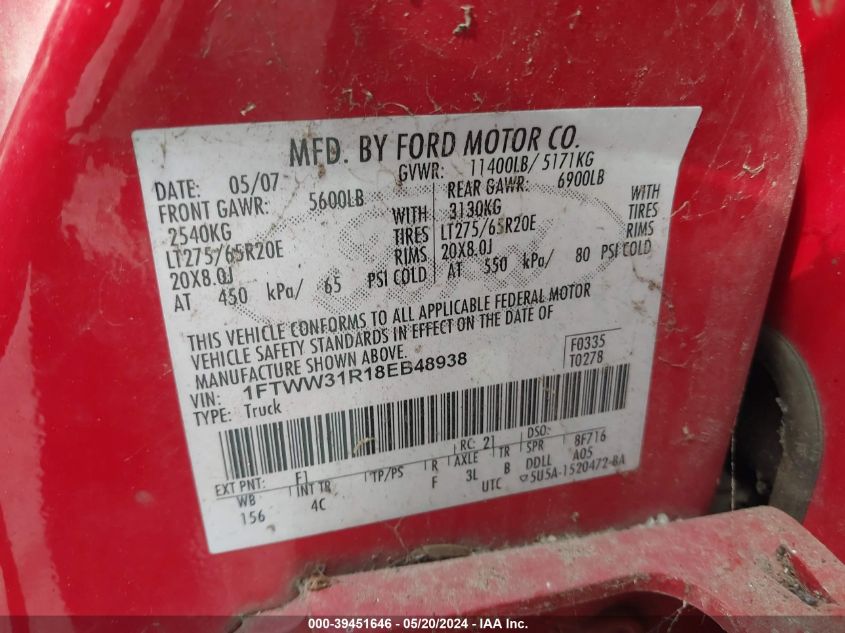 MFD. BY FORD MOTOR CO.
DATE: 05/07 GVWR: 11400LB/ 5171KG
FRONT GAWR: 5600LB REAR GAWR: 6900LB
2540KG WITH 3130KG WITH
LT275/65R20E TIRES LT275/65R20E TIRES
20X8.0J RIMS 20X8.0J RIMS
AT 450 kPa/ 65 PSI COLD AT 550 kPa/ 80 PSI COLD
THIS VEHICLE CONFORMS TO ALL APPLICABLE FEDERAL MOTOR
VEHICLE SAFETY STANDARDS IN EFFECT ON THE DATE OF
MANUFACTURE SHOWN ABOVE.
F0335
T0278
VIN: 1FTWW31R18EB48938
TYPE: Truck
RC: 21 DSO:
EXT PNT: F1 8F716
WB INT TR TP/PS R AXLE TR SPR
156 4C F 3L B DDLL A05
UTC 5U5A-1520472-BA
000-39451646 - 05/20/2024 - IAA Inc.